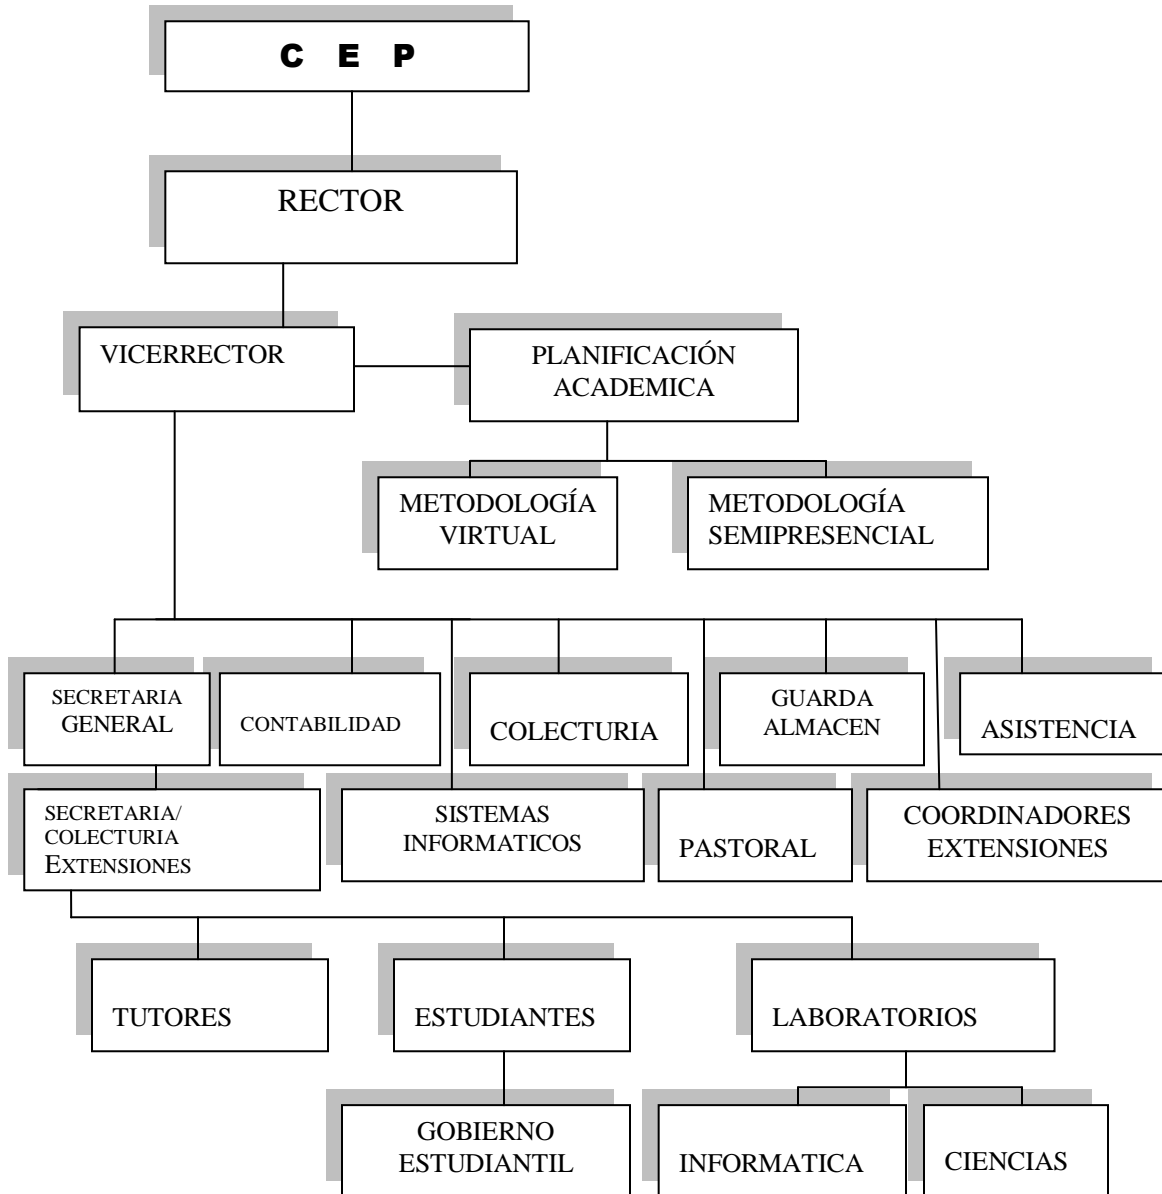 C E P
RECTOR
VICERRECTOR
PLANIFICACIÓN
ACADEMICA
METODOLOGÍA
VIRTUAL
METODOLOGÍA
SEMIPRESENCIAL
SECRETARIA
GENERAL
CONTABILIDAD
COLECTURIA
GUARDA
ALMACEN
ASISTENCIA
SECRETARIA/
COLECTURIA
EXTENSIONES
SISTEMAS
INFORMATICOS
PASTORAL
COORDINADORES
EXTENSIONES
TUTORES
ESTUDIANTES
LABORATORIOS
GOBIERNO
ESTUDIANTIL
INFORMATICA
CIENCIAS